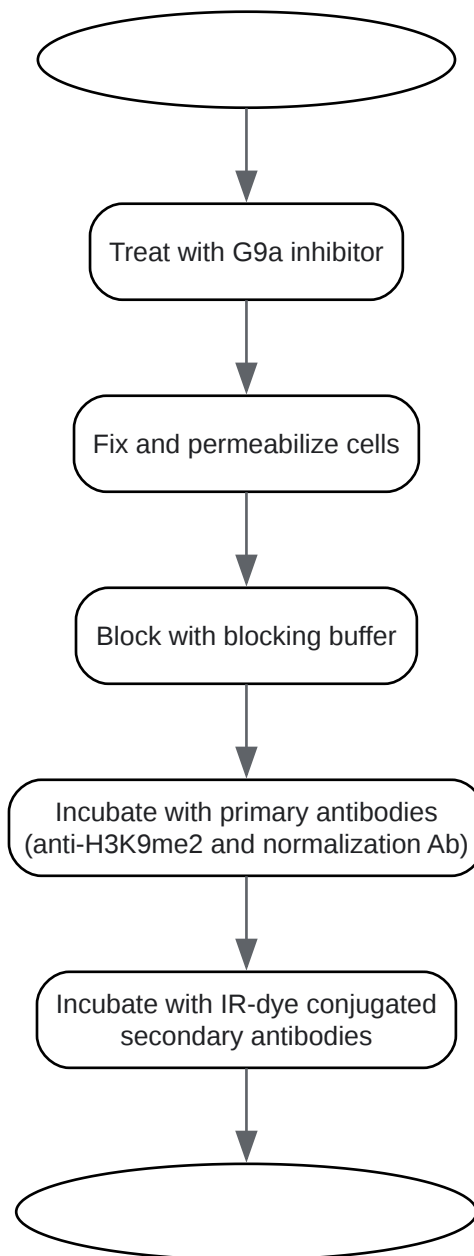 Treat with G9a inhibitor
Fix and permeabilize cells
Block with blocking buffer
Incubate with primary antibodies
(anti-H3K9me2 and normalization Ab)
Incubate with IR-dye conjugated
secondary antibodies